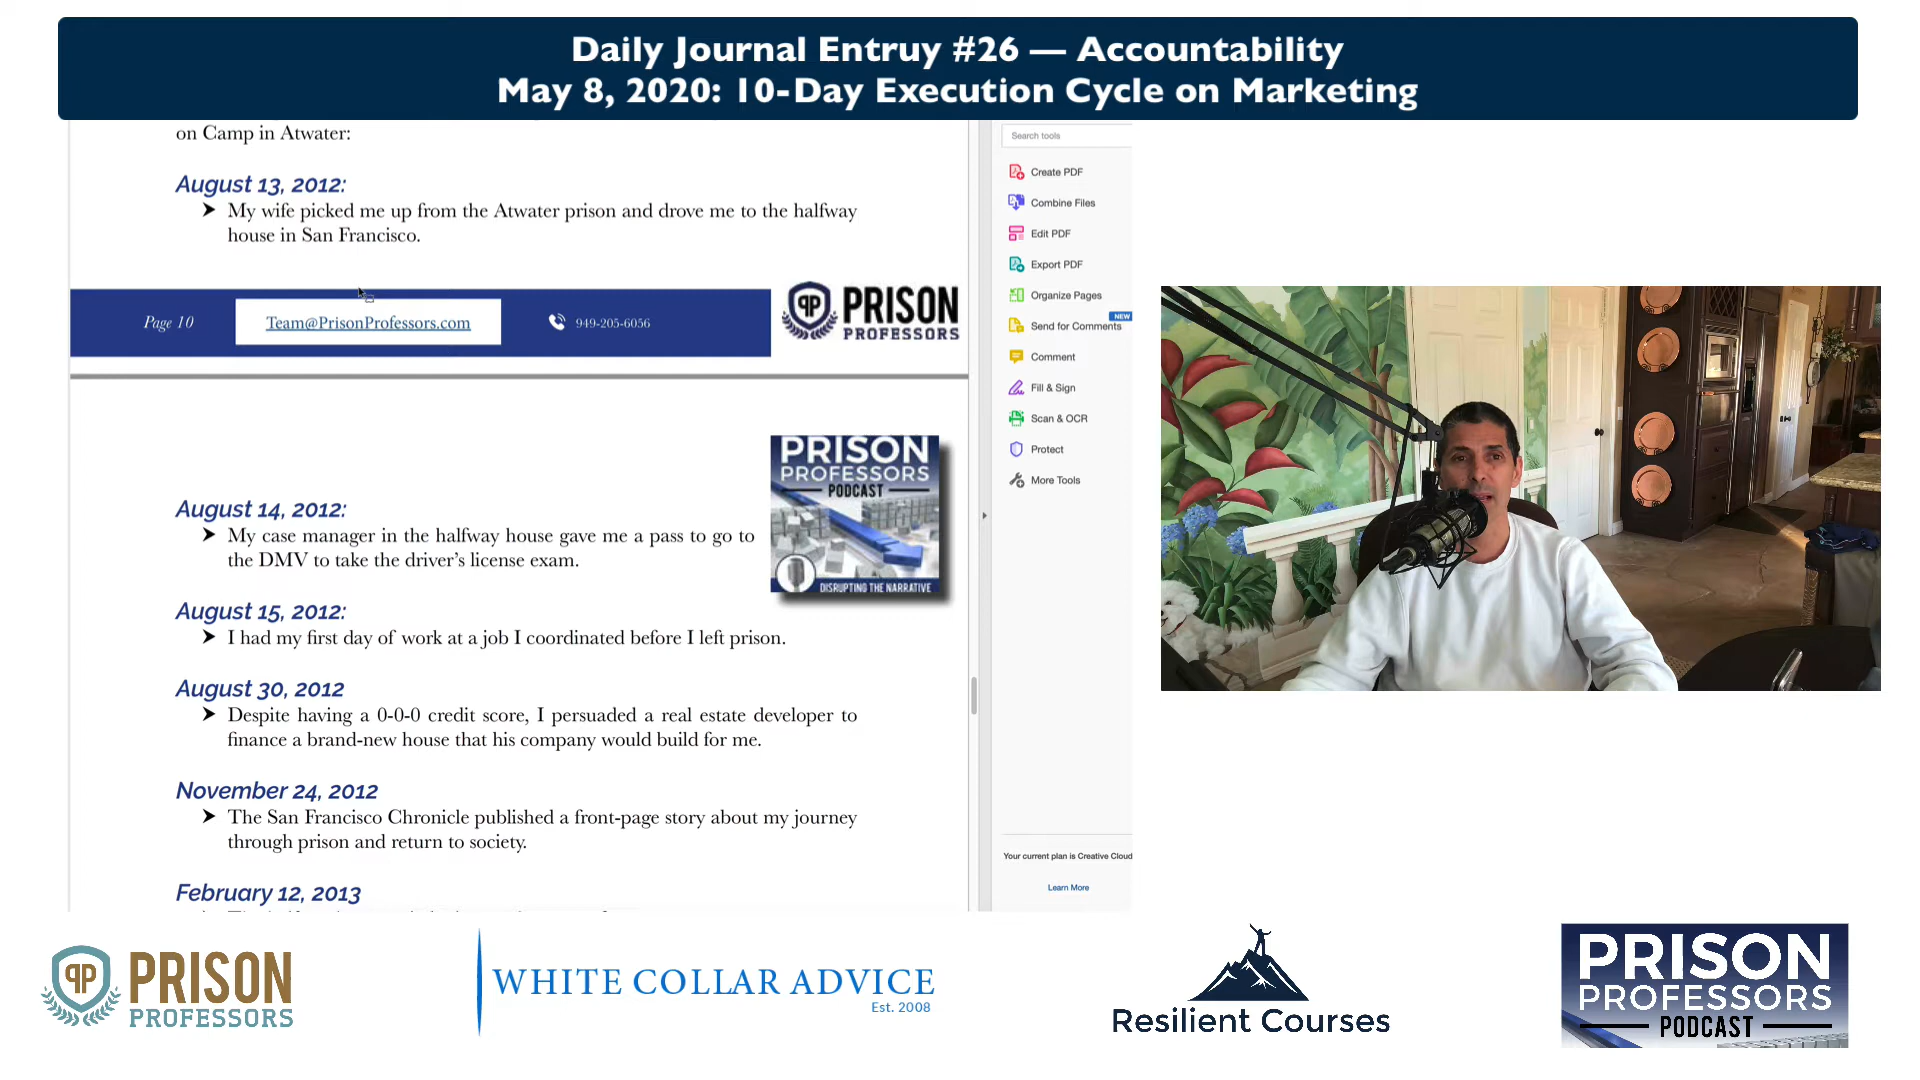 Daily Journal Entruy #26 — Accountability
May 8, 2020: 10-Day Execution Cycle on Marketing
on Camp in Atwater:
August 13, 2012:
➤ My wife picked me up from the Atwater prison and drove me to the halfway
house in San Francisco.
Page 10
Team@PrisonProfessors.com
949-205-6056
PRISON
PROFESSORS
PRISON
PROFESSORS
PODCAST
DISRUPTING THE NARRATIVE
August 14, 2012:
➤ My case manager in the halfway house gave me a pass to go to
the DMV to take the driver's license exam.
August 15, 2012:
➤ I had my first day of work at a job I coordinated before I left prison.
August 30, 2012
➤ Despite having a 0-0-0 credit score, I persuaded a real estate developer to
finance a brand-new house that his company would build for me.
November 24, 2012
➤ The San Francisco Chronicle published a front-page story about my journey
through prison and return to society.
February 12, 2013
Search tools
Create PDF
Combine Files
Edit PDF
Export PDF
Organize Pages
NEW
Send for Comments
Comment
Fill & Sign
Scan & OCR
Protect
More Tools
Your current plan is Creative Cloud
Learn More
PRISON
PROFESSORS
WHITE COLLAR ADVICE
Est. 2008
Resilient Courses
PRISON
PROFESSORS
PODCAST